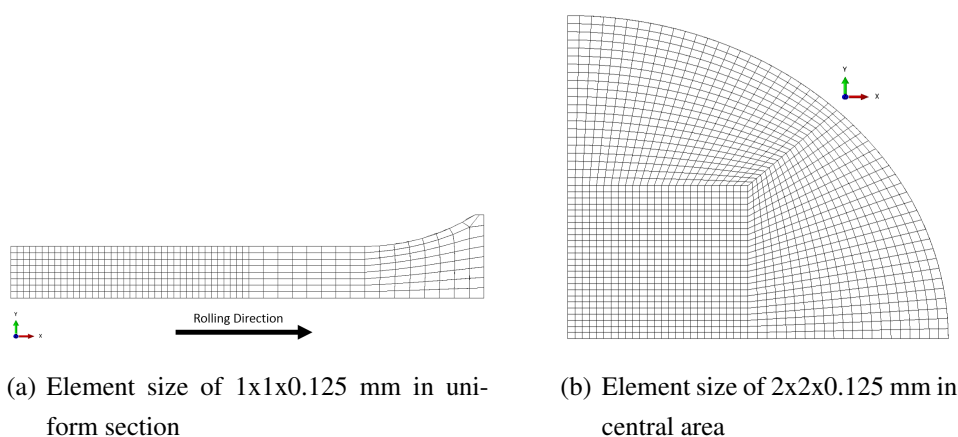 Y
X
Rolling Direction
Y
X
(a) Element size of 1x1x0.125 mm in uni-
form section
(b) Element size of 2x2x0.125 mm in
central area